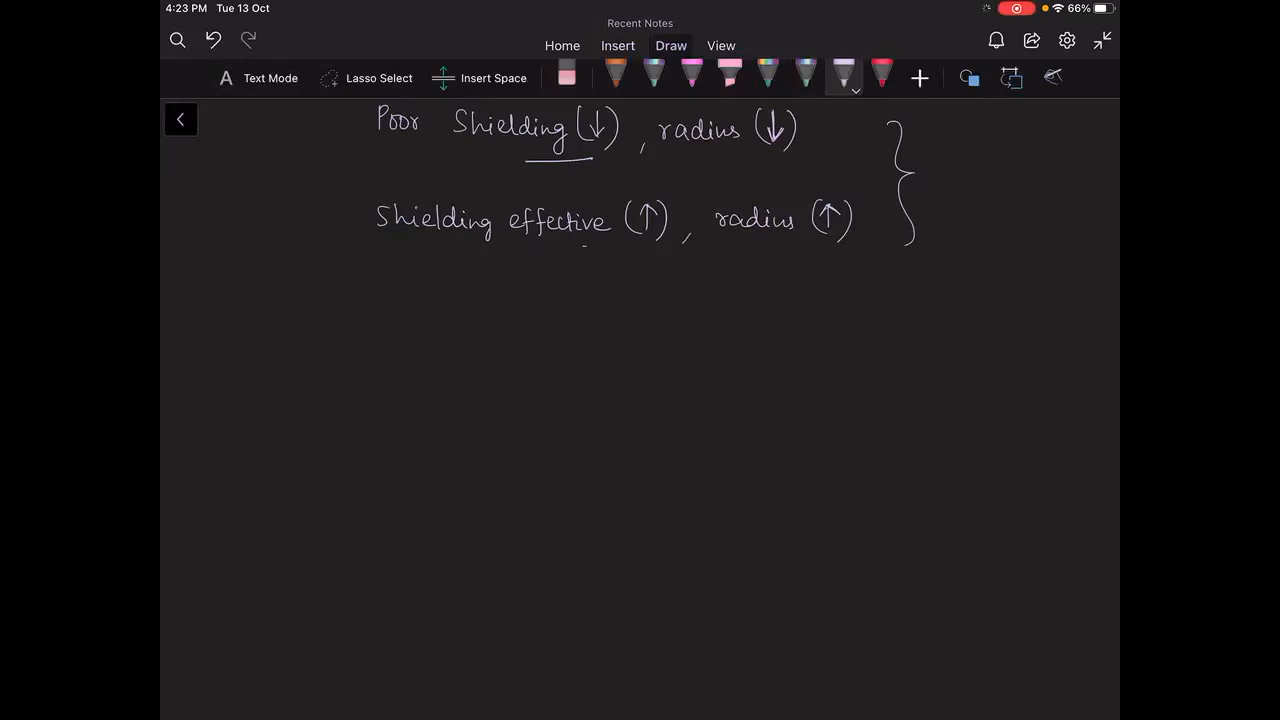 4:23 PM Tue 13 Oct 66%
Recent Notes
Home Insert Draw View
A Text Mode Lasso Select Insert Space
Poor Shielding (↓), radius (↓)
Shielding effective (↑), radius (↑)